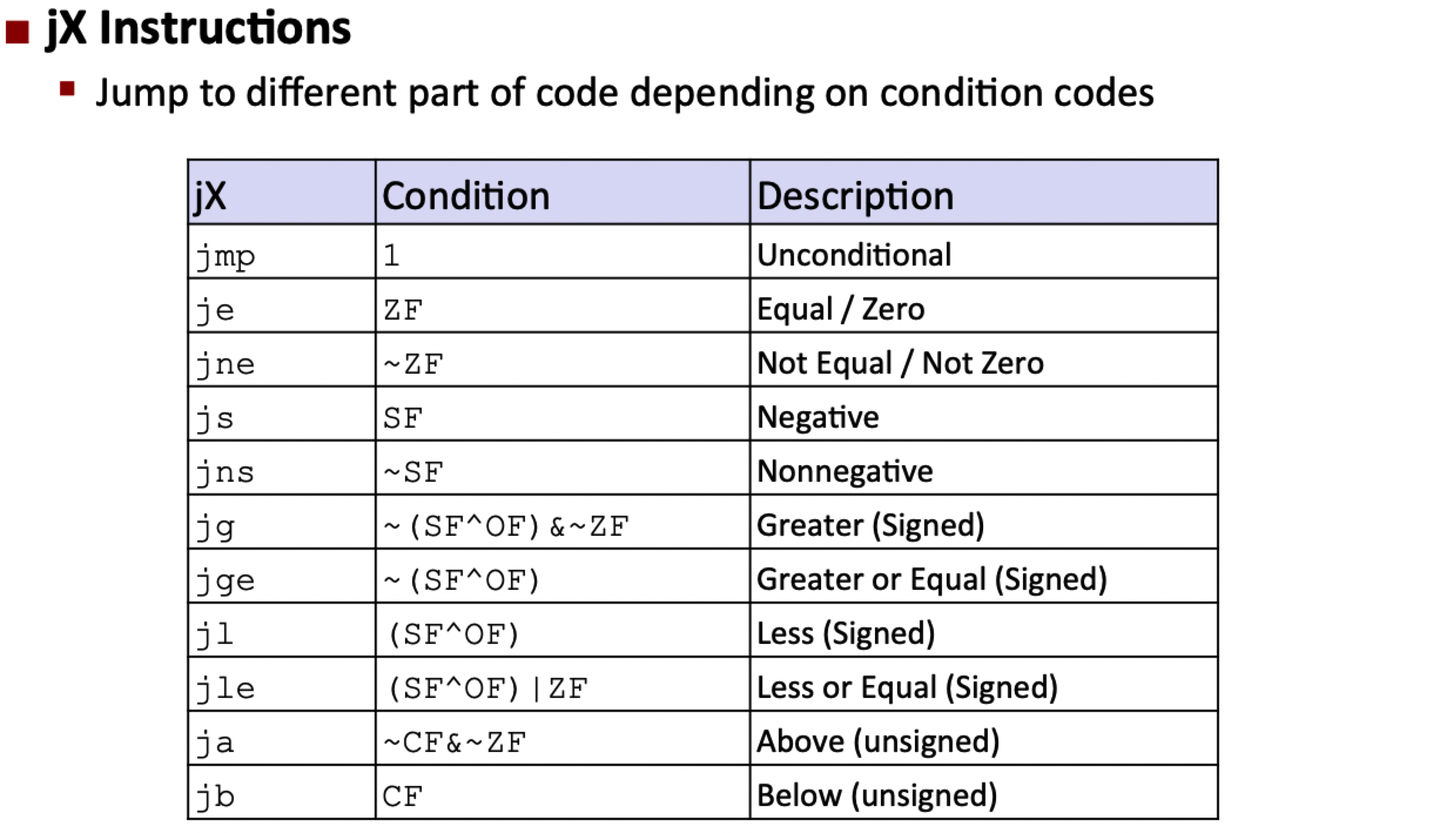 jX Instructions
Jump to different part of code depending on condition codes
jX Condition Description
jmp 1 Unconditional
je ZF Equal / Zero
jne ~ZF Not Equal / Not Zero
js SF Negative
jns ~SF Nonnegative
jg ~(SF^OF)&~ZF Greater (Signed)
jge ~(SF^OF) Greater or Equal (Signed)
jl (SF^OF) Less (Signed)
jle (SF^OF)|ZF Less or Equal (Signed)
ja ~CF&~ZF Above (unsigned)
jb CF Below (unsigned)